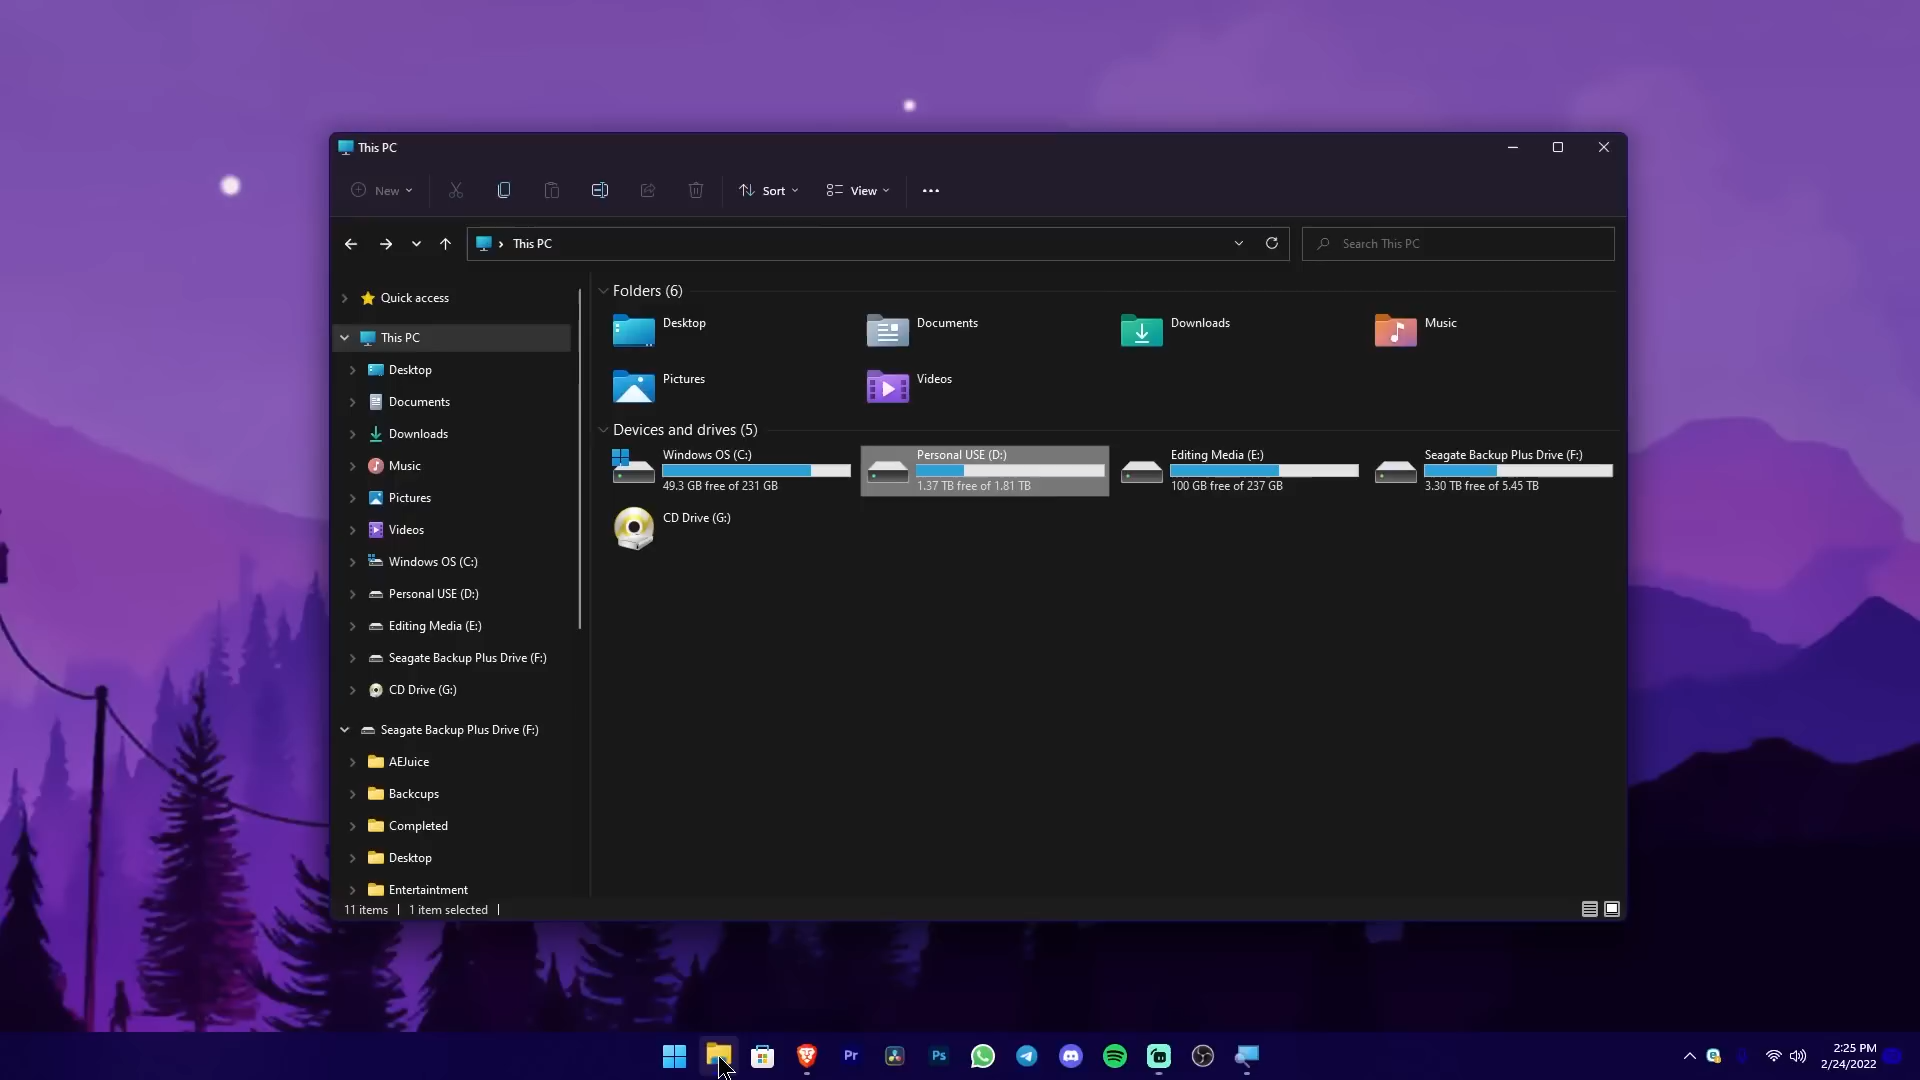 This PC
New
Sort
View
This PC
Search This PC
Quick access
This PC
Desktop
Documents
Downloads
Music
Pictures
Videos
Windows OS (C:)
Personal USE (D:)
Editing Media (E:)
Seagate Backup Plus Drive (F:)
CD Drive (G:)
Seagate Backup Plus Drive (F:)
AEJuice
Backcups
Completed
Desktop
Entertaintment
Folders (6)
Desktop
Documents
Downloads
Music
Pictures
Videos
Devices and drives (5)
Windows OS (C:)
49.3 GB free of 231 GB
Personal USE (D:)
1.37 TB free of 1.81 TB
Editing Media (E:)
100 GB free of 237 GB
Seagate Backup Plus Drive (F:)
3.30 TB free of 5.45 TB
CD Drive (G:)
11 items
1 item selected
Pr
Ps
2:25 PM
2/24/2022